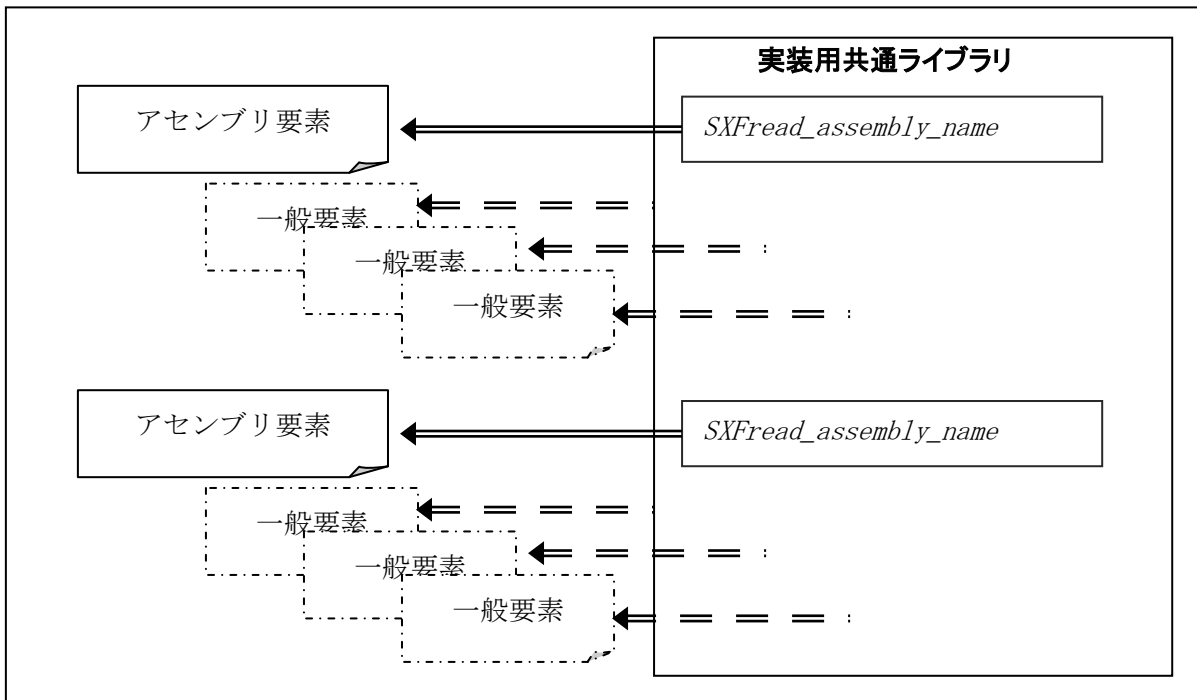 実装用共通ライブラリ
アセンブリ要素
SXFread_assembly_name
一般要素
一般要素
一般要素
アセンブリ要素
SXFread_assembly_name
一般要素
一般要素
一般要素